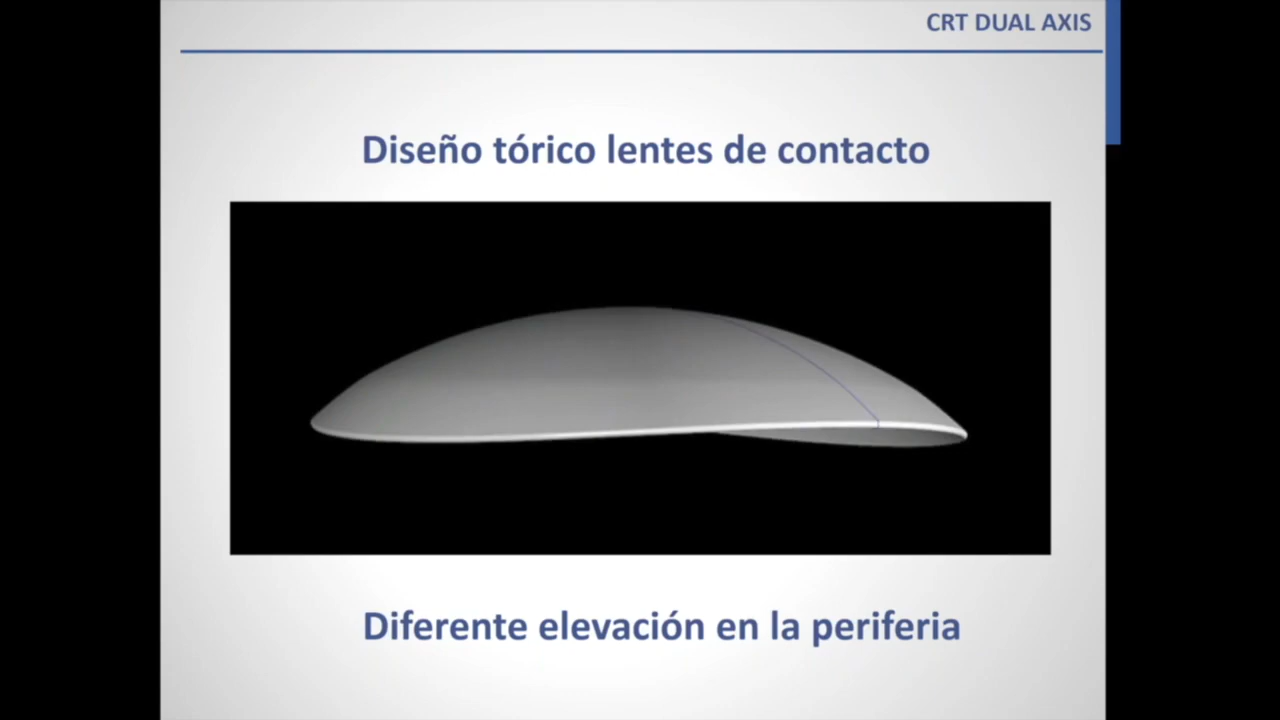 CRT DUAL AXIS
Diseño tórico lentes de contacto
Diferente elevación en la periferia